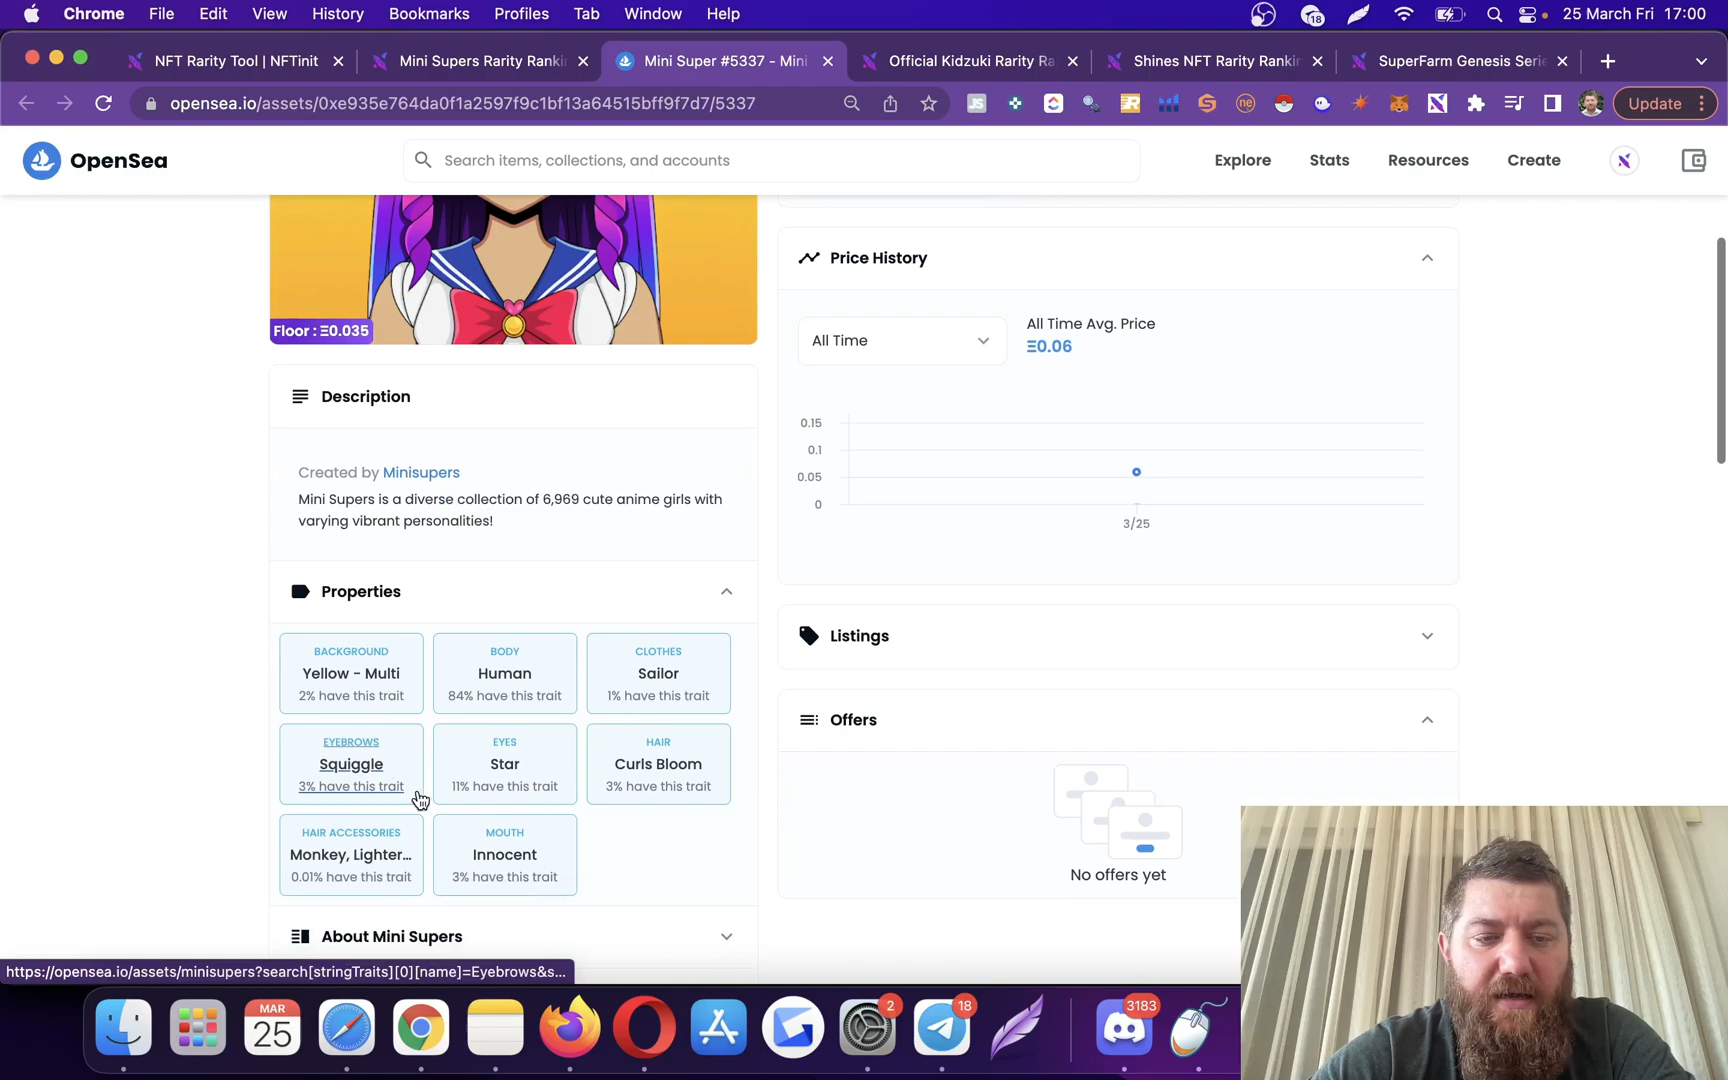 Chrome File Edit View History Bookmarks Profiles Tab Window Help 18 25 March Fri 17:00
NFT Rarity Tool | NFTinit Mini Supers Rarity Rankin Mini Super #5337 - Mini Official Kidzuki Rarity Ra Shines NFT Rarity Rankin SuperFarm Genesis Serie
opensea.io/assets/0xe935e764da0f1a2597f9c1bf13a64515bff9f7d7/5337 JS ne Update
OpenSea Search items, collections, and accounts Explore Stats Resources Create
Floor : Ξ0.035
Description
Created by Minisupers
Mini Supers is a diverse collection of 6,969 cute anime girls with
varying vibrant personalities!
Properties
BACKGROUND
Yellow - Multi
2% have this trait
BODY
Human
84% have this trait
CLOTHES
Sailor
1% have this trait
EYEBROWS
Squiggle
3% have this trait
EYES
Star
11% have this trait
HAIR
Curls Bloom
3% have this trait
HAIR ACCESSORIES
Monkey, Lighter...
0.01% have this trait
MOUTH
Innocent
3% have this trait
About Mini Supers
Price History
All Time
All Time Avg. Price
Ξ0.06
0.15
0.1
0.05
0
3/25
Listings
Offers
No offers yet
https://opensea.io/assets/minisupers?search[stringTraits][0][name]=Eyebrows&s...
MAR
25
2
18
3183